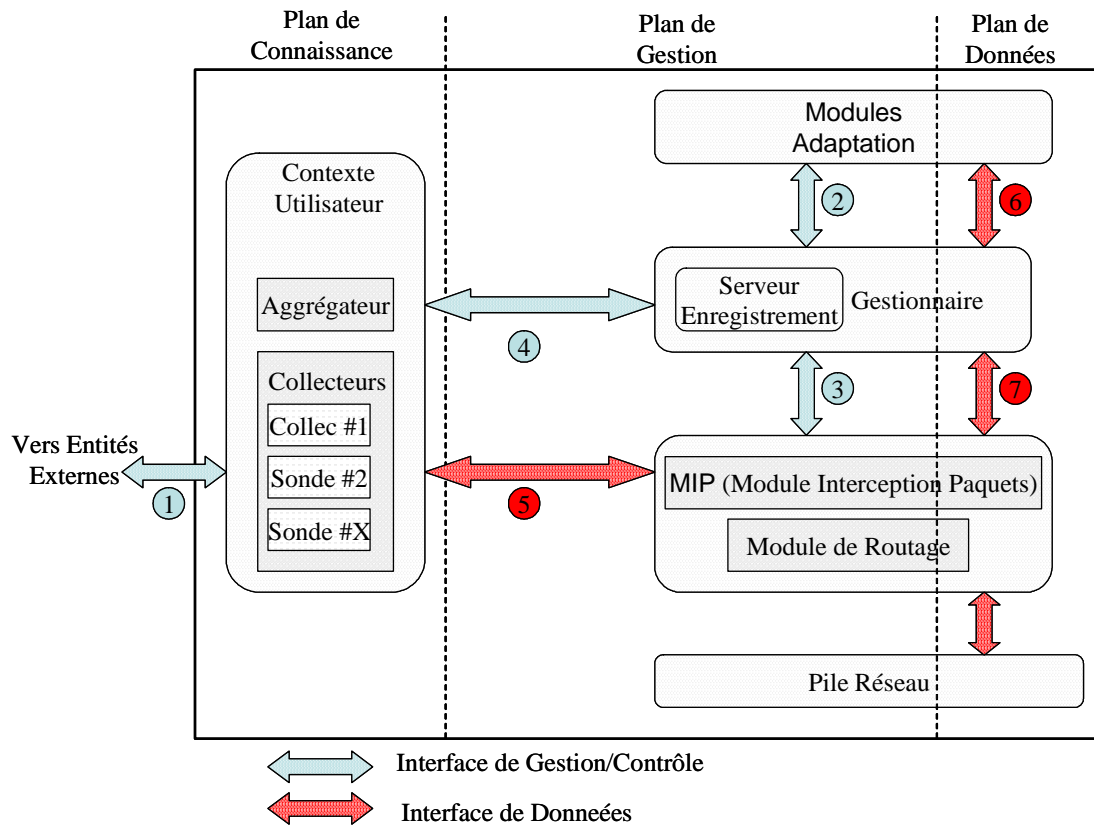 Plan de
Connaissance
Plan de
Gestion
Plan de
Données
Modules
Adaptation
Contexte
Utilisateur
2
6
Serveur
Enregistrement
Gestionnaire
Aggrégateur
4
3
7
Collecteurs
Collec #1
Sonde #2
Sonde #X
Vers Entités
Externes
1
5
MIP (Module Interception Paquets)
Module de Routage
Pile Réseau
Interface de Gestion/Contrôle
Interface de Donneées